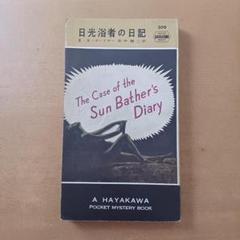 日光浴者の日記
The Case of the
Sun Bather's
Diary
A HAYAKAWA
POCKET MYSTERY BOOK